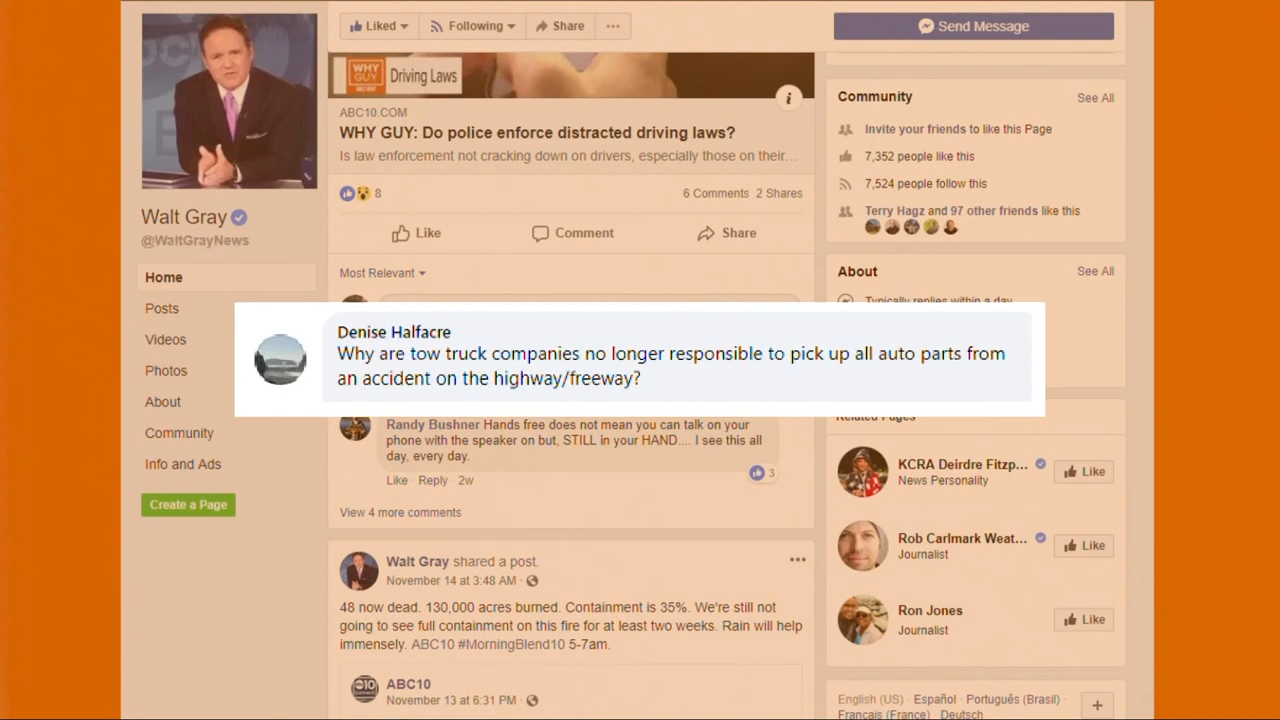 Liked
Following
Share
Send Message
WHY GUY
Driving Laws
ABC10.COM
WHY GUY: Do police enforce distracted driving laws?
Is law enforcement not cracking down on drivers, especially those on their…
8
6 Comments 2 Shares
Like
Comment
Share
Most Relevant
Walt Gray
@WaltGrayNews
Home
Posts
Videos
Photos
About
Community
Info and Ads
Create a Page
Denise Halfacre
Why are tow truck companies no longer responsible to pick up all auto parts from
an accident on the highway/freeway?
Randy Bushner Hands free does not mean you can talk on your
phone with the speaker on but, STILL in your HAND.... I see this all
day, every day.
3
Like · Reply · 2w
View 4 more comments
Walt Gray shared a post.
November 14 at 3:48 AM ·
48 now dead. 130,000 acres burned. Containment is 35%. We're still not
going to see full containment on this fire for at least two weeks. Rain will help
immensely. ABC10 #MorningBlend10 5-7am.
ABC10
November 13 at 6:31 PM ·
Community
See All
Invite your friends to like this Page
7,352 people like this
7,524 people follow this
Terry Hagz and 97 other friends like this
About
See All
Typically replies within a day
Related Pages
KCRA Deirdre Fitzp...
News Personality
Like
Rob Carlmark Weat...
Journalist
Like
Ron Jones
Journalist
Like
English (US) · Español · Português (Brasil) ·
Français (France) · Deutsch